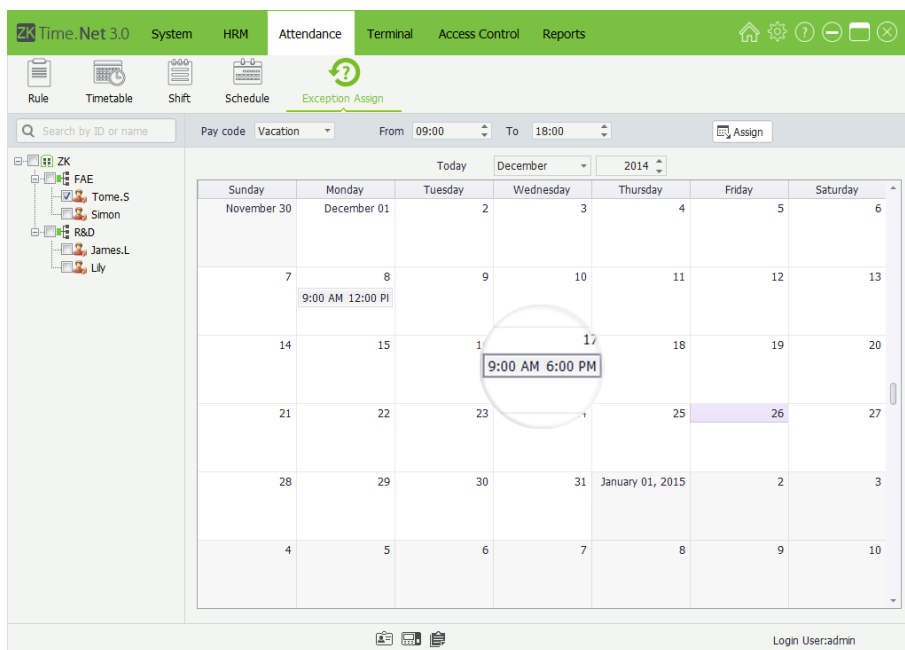 ZK Time.Net 3.0 System HRM Attendance Terminal Access Control Reports
Rule Timetable Shift Schedule Exception Assign
Search by ID or name Pay code Vacation From 09:00 To 18:00 Assign
ZK
FAE
Tome.S
Simon
R&D
James.L
Lily
Today December 2014
Sunday Monday Tuesday Wednesday Thursday Friday Saturday
November 30 December 01 2 3 4 5 6
7 8 9 10 11 12 13
9:00 AM 12:00 PI
14 15 17 18 19 20
9:00 AM 6:00 PM
21 22 23 25 26 27
28 29 30 31 January 01, 2015 2 3
4 5 6 7 8 9 10
Login User:admin